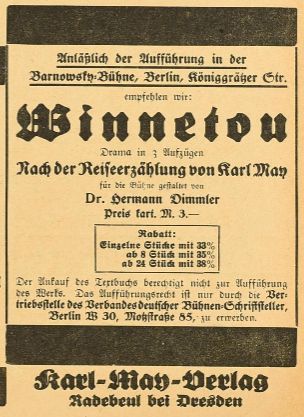 Anläßlich der Aufführung in der
Barnowsky-Bühne, Berlin, Königgrätzer Str.
empfehlen wir:
Winnetou
Drama in 3 Aufzügen
Nach der Reiseerzählung von Karl May
für die Bühne gestaltet von
Dr. Hermann Dimmler
Preis kart. M. 3.—
Rabatt:
Einzelne Stücke mit 33%
ab 8 Stück mit 35%
ab 24 Stück mit 38%
Der Ankauf des Textbuchs berechtigt nicht zur Aufführung
des Werks. Das Aufführungsrecht ist nur durch die Ver-
triebsstelle des Verbandes deutscher Bühnen-Schriftsteller,
Berlin W 30, Motzstraße 85, zu erwerben.
Karl-May-Verlag
Radebeul bei Dresden